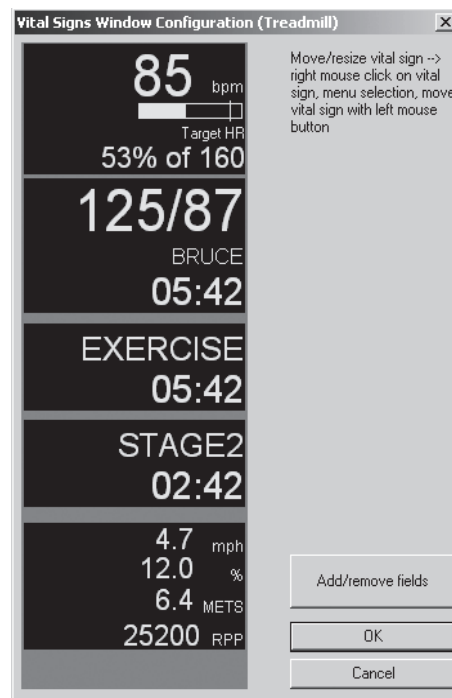 Vital Signs Window Configuration (Treadmill)
85 bpm
Target HR
53% of 160
125/87
BRUCE
05:42
EXERCISE
05:42
STAGE2
02:42
4.7 mph
12.0 %
6.4 METS
25200 RPP
Move/resize vital sign -->
right mouse click on vital
sign, menu selection, move
vital sign with left mouse
button
Add/remove fields
OK
Cancel